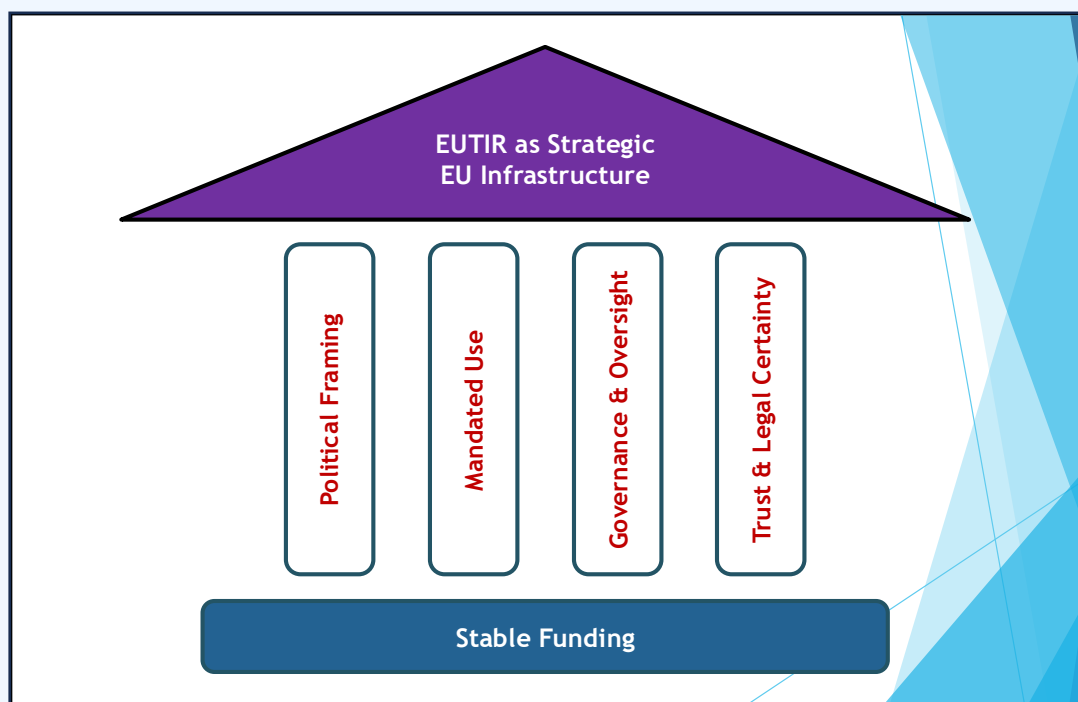 EUTIR as Strategic
EU Infrastructure
Political Framing
Mandated Use
Governance & Oversight
Trust & Legal Certainty
Stable Funding